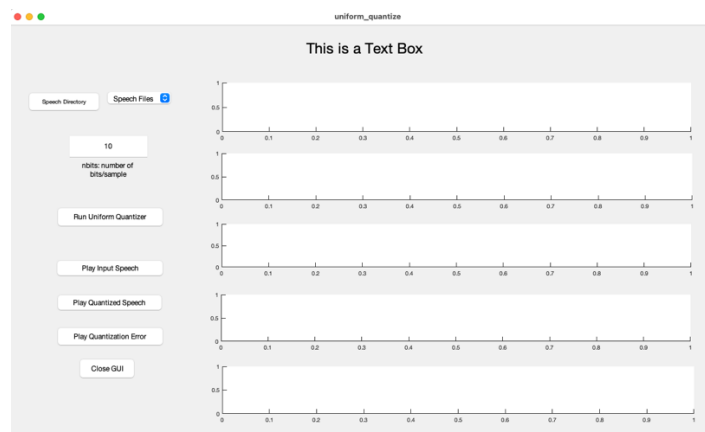 uniform_quantize
This is a Text Box
Speech Directory
Speech Files
10
nbits: number of
bits/sample
Run Uniform Quantizer
Play Input Speech
Play Quantized Speech
Play Quantization Error
Close GUI
1
0.5
0
0 0.1 0.2 0.3 0.4 0.5 0.6 0.7 0.8 0.9 1
1
0.5
0
0 0.1 0.2 0.3 0.4 0.5 0.6 0.7 0.8 0.9 1
1
0.5
0
0 0.1 0.2 0.3 0.4 0.5 0.6 0.7 0.8 0.9 1
1
0.5
0
0 0.1 0.2 0.3 0.4 0.5 0.6 0.7 0.8 0.9 1
1
0.5
0
0 0.1 0.2 0.3 0.4 0.5 0.6 0.7 0.8 0.9 1